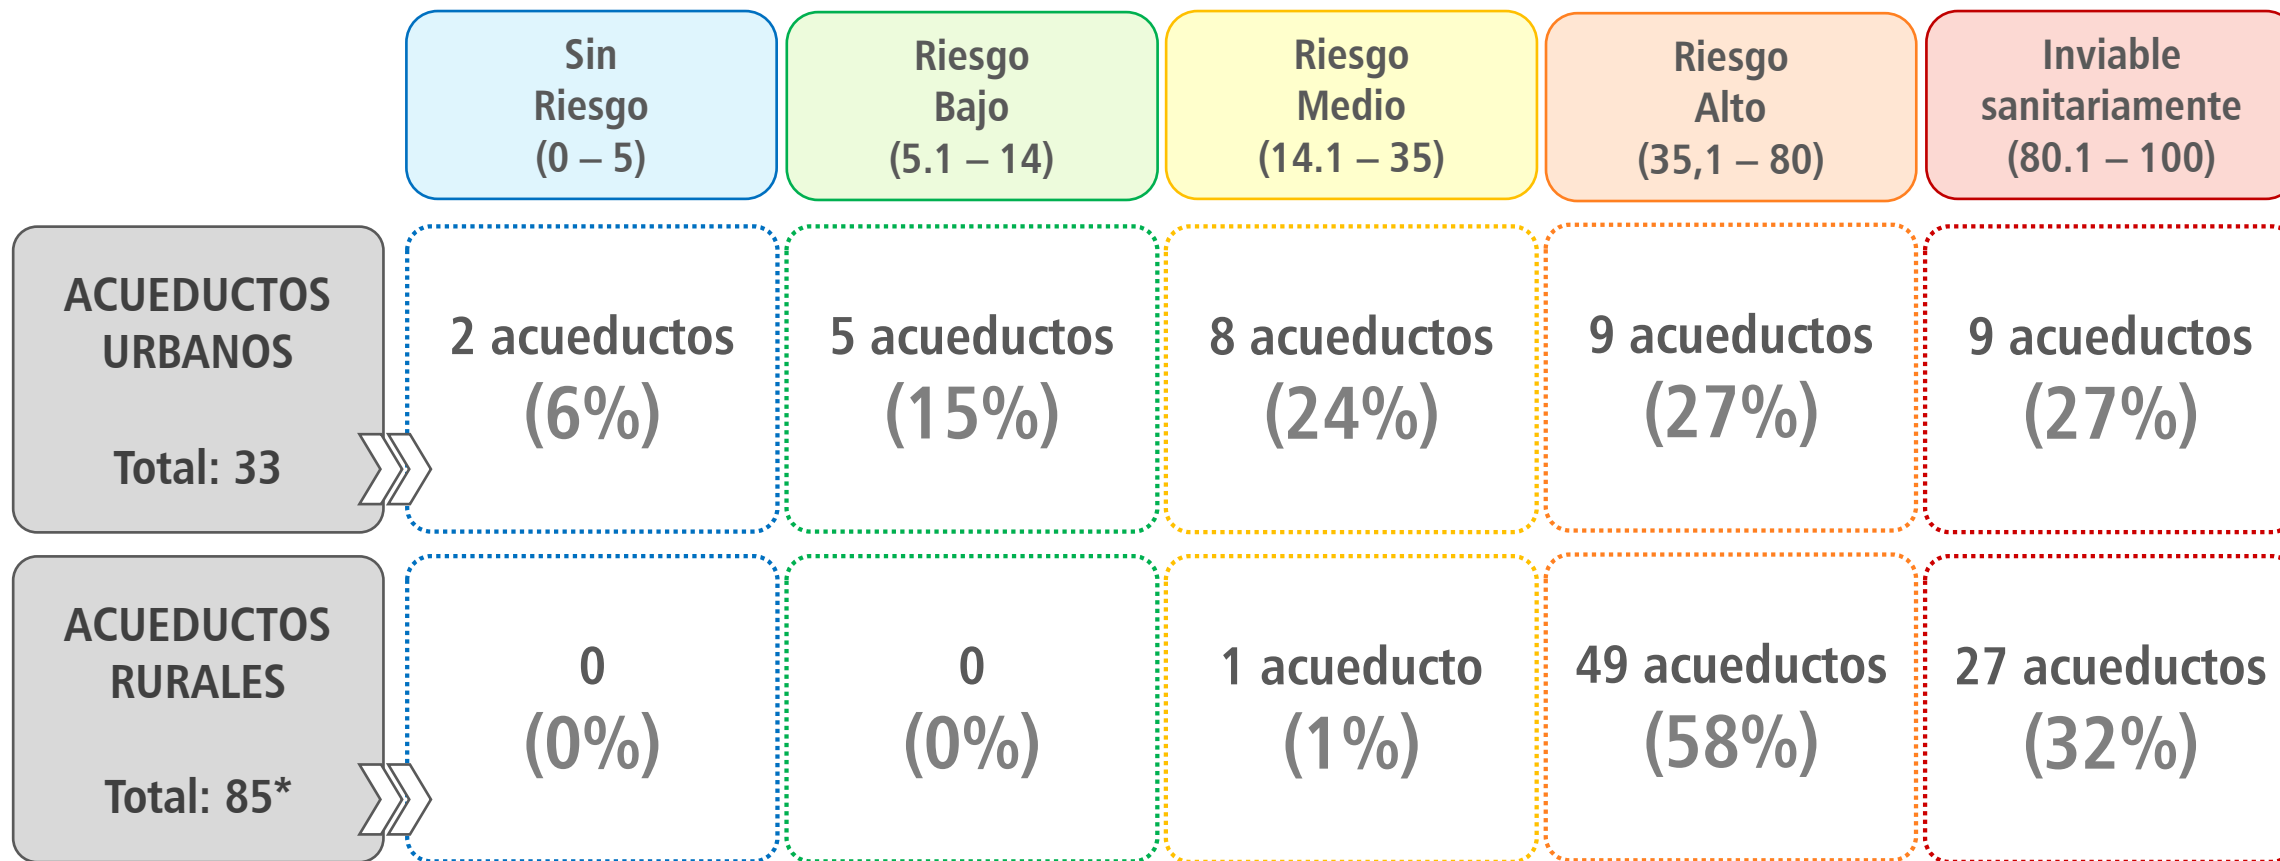 Sin
Riesgo
(0 – 5)
Riesgo
Bajo
(5.1 – 14)
Riesgo
Medio
(14.1 – 35)
Riesgo
Alto
(35,1 – 80)
Inviable
sanitariamente
(80.1 – 100)
ACUEDUCTOS
URBANOS
Total: 33
2 acueductos
(6%)
5 acueductos
(15%)
8 acueductos
(24%)
9 acueductos
(27%)
9 acueductos
(27%)
ACUEDUCTOS
RURALES
Total: 85*
0
(0%)
0
(0%)
1 acueducto
(1%)
49 acueductos
(58%)
27 acueductos
(32%)